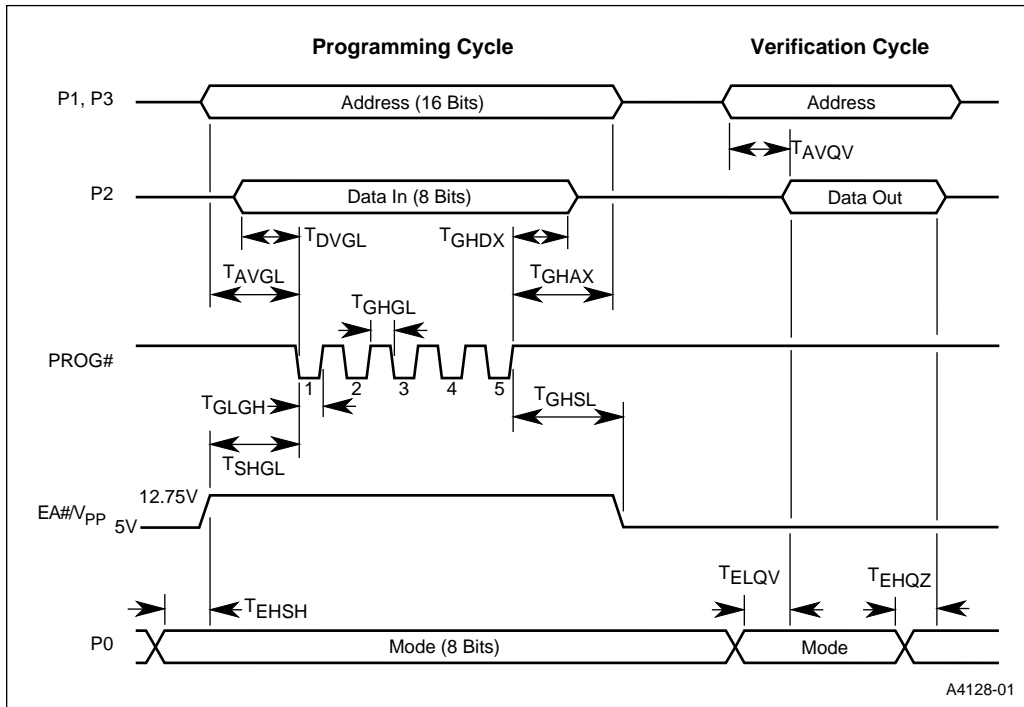 Programming Cycle Verification Cycle
P1, P3 Address (16 Bits) Address
TAVQV
P2 Data In (8 Bits) Data Out
TDVGL TGHDX
TAVGL TGHAX
TGHGL
PROG#
1 2 3 4 5
TGLGH TGHSL
TSHGL
12.75V
EA#/VPP 5V
TELQV TEHQZ
TEHSH
P0 Mode (8 Bits) Mode
A4128-01